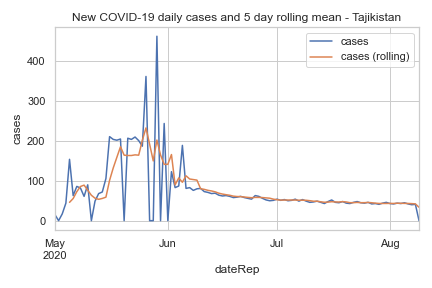 New COVID-19 daily cases and 5 day rolling mean - Tajikistan
cases
cases (rolling)
cases
400
300
200
100
0
May
2020
Jun
Jul
Aug
dateRep